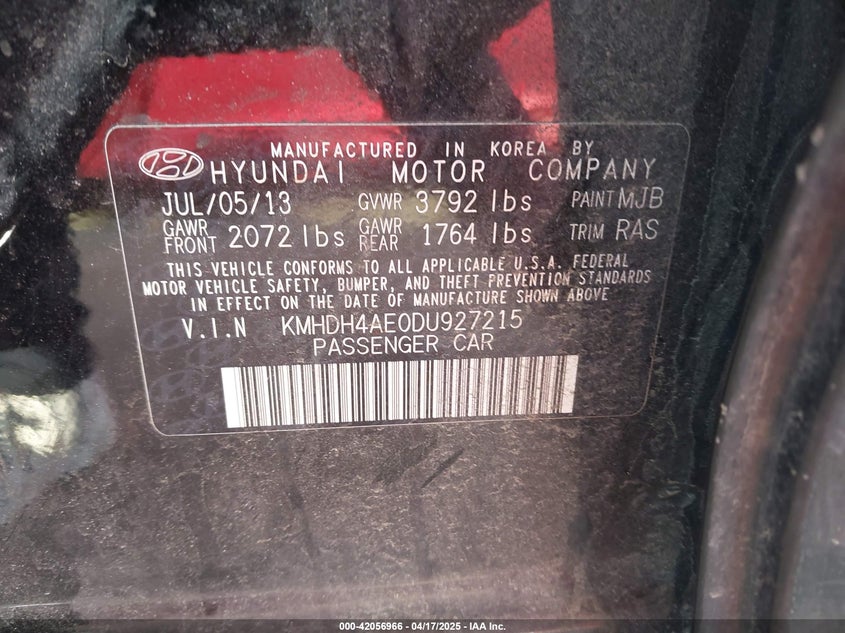 MANUFACTURED IN KOREA BY
HYUNDAI MOTOR COMPANY
JUL/05/13 GVWR 3792 lbs PAINT MJB
GAWR FRONT 2072 lbs GAWR REAR 1764 lbs TRIM RAS
THIS VEHICLE CONFORMS TO ALL APPLICABLE U.S.A. FEDERAL
MOTOR VEHICLE SAFETY, BUMPER, AND THEFT PREVENTION STANDARDS
IN EFFECT ON THE DATE OF MANUFACTURE SHOWN ABOVE.
V.I.N KMHDH4AE0DU927215
PASSENGER CAR
000-42056966 - 04/17/2025 - IAA Inc.